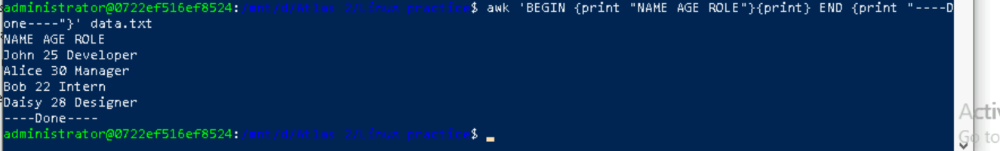 administrator@0722ef516ef8524:/mnt/d/Atlas 2/Linux practice$ awk 'BEGIN {print "NAME AGE ROLE"}{print} END {print "----D
one----"}' data.txt
NAME AGE ROLE
John 25 Developer
Alice 30 Manager
Bob 22 Intern
Daisy 28 Designer
----Done----
administrator@0722ef516ef8524:/mnt/d/Atlas 2/Linux practice$
Go to